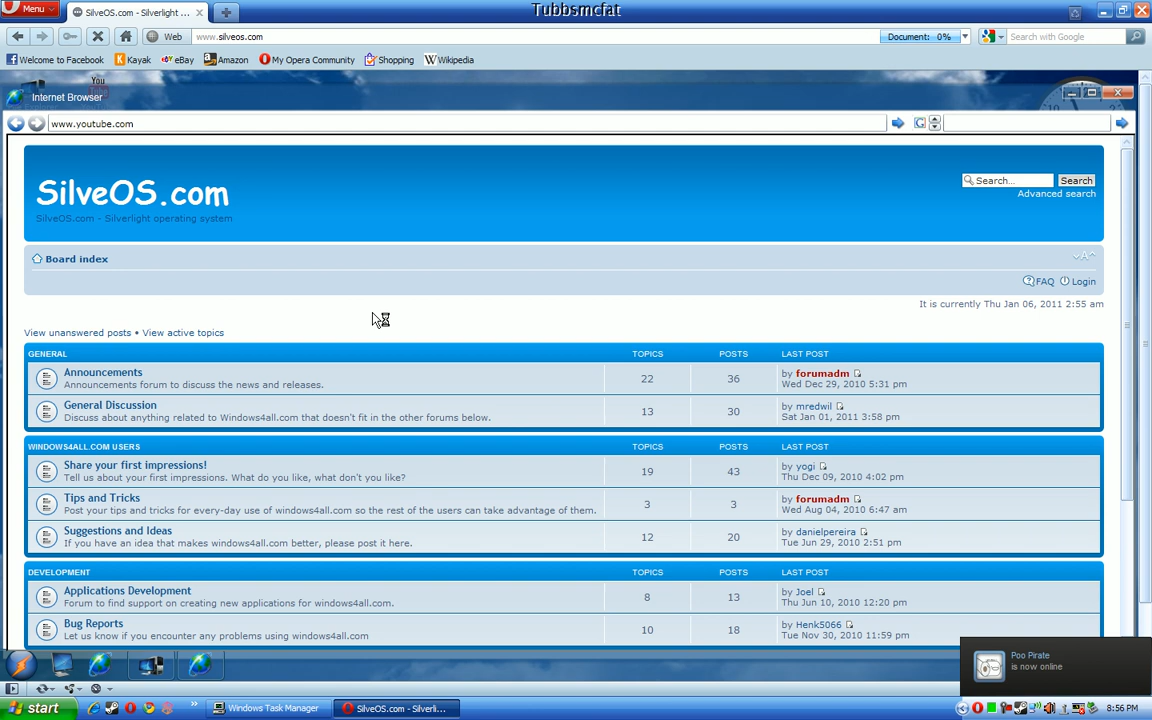 Tubbsmcfat
Menu
SilveOS.com - Silverlight ...
Web
www.silveos.com
Document: 0%
Search with Google
Welcome to Facebook
Kayak
eBay
Amazon
My Opera Community
Shopping
Wikipedia
You
Internet Browser
www.youtube.com
G
SilveOS.com
SilveOS.com - Silverlight operating system
Search...
Search
Advanced search
Board index
FAQ
Login
It is currently Thu Jan 06, 2011 2:55 am
View unanswered posts • View active topics
GENERAL TOPICS POSTS LAST POST
Announcements
Announcements forum to discuss the news and releases.
22 36
by forumadm
Wed Dec 29, 2010 5:31 pm
General Discussion
Discuss about anything related to Windows4all.com that doesn't fit in the other forums below.
13 30
by mredwil
Sat Jan 01, 2011 3:58 pm
WINDOWS4ALL.COM USERS TOPICS POSTS LAST POST
Share your first impressions!
Tell us about your first impressions. What do you like, what don't you like?
19 43
by yogi
Thu Dec 09, 2010 4:02 pm
Tips and Tricks
Post your tips and tricks for every-day use of windows4all.com so the rest of the users can take advantage of them.
3 3
by forumadm
Wed Aug 04, 2010 6:47 am
Suggestions and Ideas
If you have an idea that makes windows4all.com better, please post it here.
12 20
by danielpereira
Tue Jun 29, 2010 2:51 pm
DEVELOPMENT TOPICS POSTS LAST POST
Applications Development
Forum to find support on creating new applications for windows4all.com.
8 13
by Joel
Thu Jun 10, 2010 12:20 pm
Bug Reports
Let us know if you encounter any problems using windows4all.com
10 18
by Henk5066
Tue Nov 30, 2010 11:59 pm
Poo Pirate
is now online
start
Windows Task Manager
SilveOS.com - Silverli...
8:56 PM